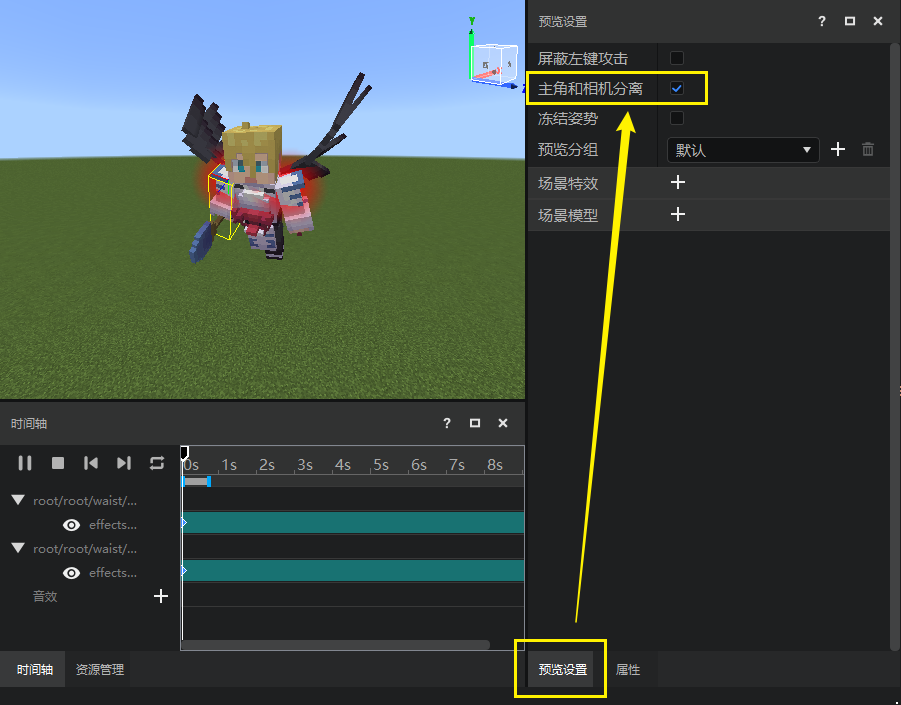 Y
Z
预览设置
?
屏蔽左键攻击
主角和相机分离
冻结姿势
预览分组
默认
场景特效
场景模型
时间轴
?
0s 1s 2s 3s 4s 5s 6s 7s 8s
root/root/waist/...
effects...
root/root/waist/...
effects...
音效
时间轴 资源管理
预览设置 属性